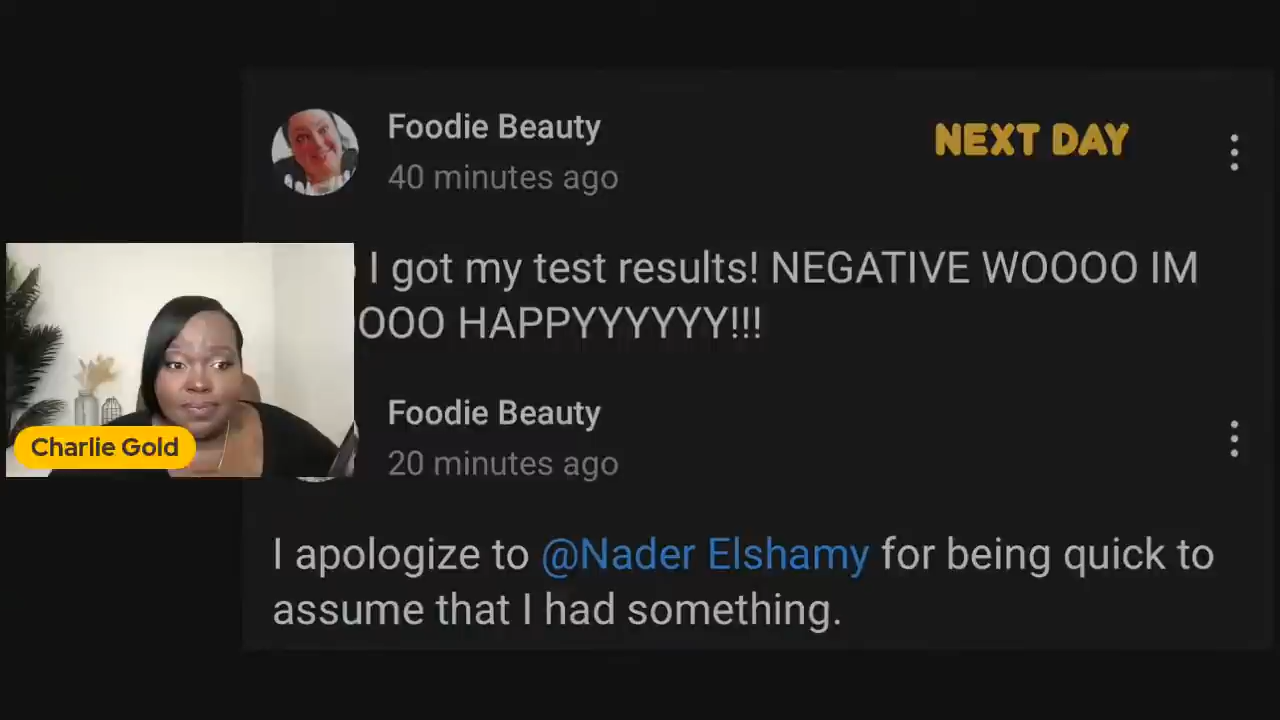 Foodie Beauty
NEXT DAY
40 minutes ago
I got my test results! NEGATIVE WOOOO IM
OOO HAPPYYYYYY!!!
Charlie Gold
Foodie Beauty
20 minutes ago
I apologize to @Nader Elshamy for being quick to
assume that I had something.